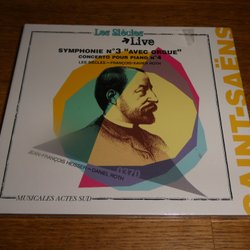 Les Siècles
Live
SYMPHONIE N°3 "AVEC ORGUE"
CONCERTO POUR PIANO N°4
LES SIÈCLES - FRANÇOIS-XAVIER ROTH
JEAN-FRANÇOIS HEISSER - DANIEL ROTH
MUSICALES ACTES SUD
SAINT-SAËNS